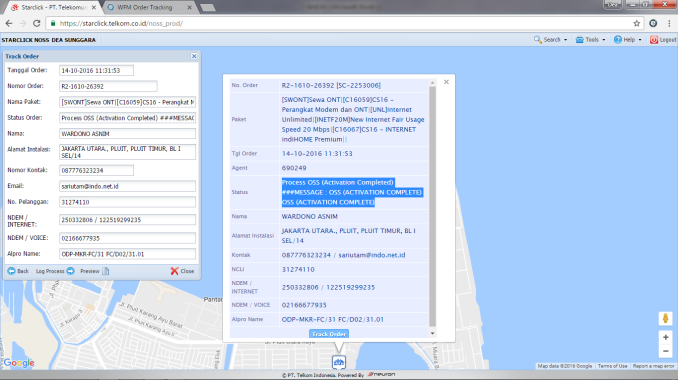 Starclick - PT. Telekomun
WFM Order Tracking
Dea
https://starclick.telkom.co.id/noss_prod/
STARCLICK NOSS DEA SUNGGARA
Search
Tools
Help
Logout
Track Order
Tanggal Order: 14-10-2016 11:31:53
Nomor Order: R2-1610-26392
Nama Paket: [SWONT]Sewa ONT|[C16059]CS16 - Perangkat M
Status Order: Process OSS (Activation Completed) ###MESSAG
Nama: WARDONO ASNIM
Alamat Instalasi: JAKARTA UTARA., PLUIT, PLUIT TIMUR, BL I
SEL/14
Nomor Kontak: 087776323234
Email: sariutam@indo.net.id
No. Pelanggan: 31274110
NDEM /
INTERNET: 250332806 / 122519299235
NDEM / VOICE: 02166677935
Alpro Name: ODP-MKR-FC/31 FC/D02/31.01
Back
Log Process
Preview
Close
No. Order R2-1610-26392 [SC-2253006]
Paket [SWONT]Sewa ONT|[C16059]CS16 -
Perangkat Modem dan ONT|[UNL]Internet
Unlimited|[INETF20M]New Internet Fair Usage
Speed 20 Mbps|[C16067]CS16 - INTERNET
indiHOME Premium||
Tgl Order 14-10-2016 11:31:53
Agent 690249
Status Process OSS (Activation Completed)
###MESSAGE : OSS (ACTIVATION COMPLETE)
OSS (ACTIVATION COMPLETE)
Nama WARDONO ASNIM
Alamat Instalasi JAKARTA UTARA., PLUIT, PLUIT TIMUR, BL I
SEL/14
Kontak 087776323234 / sariutam@indo.net.id
NCLI 31274110
NDEM /
INTERNET 250332806 / 122519299235
NDEM / VOICE 02166677935
Alpro Name ODP-MKR-FC/31 FC/D02/31.01
Track Order
Pantai
Jl. Pluit Karang Ayu Barat
Google
Map data ©2016 Google
Terms of Use
Report a map error
© PT. Telkom Indonesia. Powered By neuron